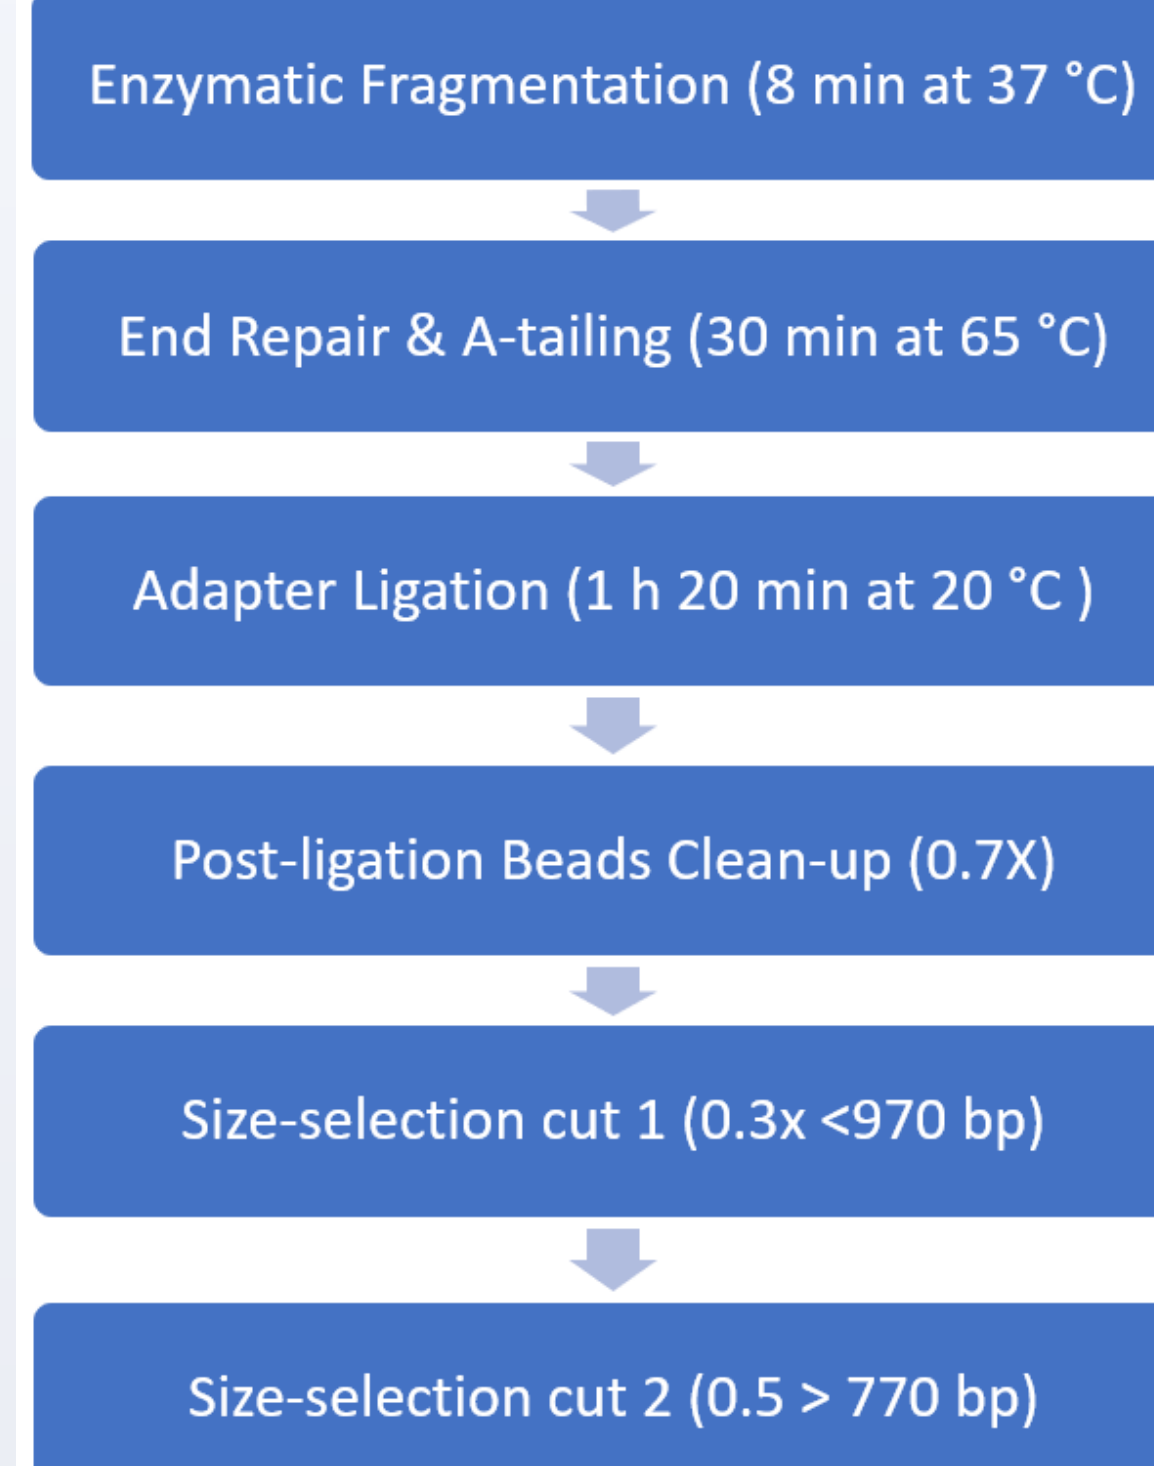 Enzymatic Fragmentation (8 min at 37 °C)
End Repair & A-tailing (30 min at 65 °C)
Adapter Ligation (1 h 20 min at 20 °C )
Post-ligation Beads Clean-up (0.7X)
Size-selection cut 1 (0.3x <970 bp)
Size-selection cut 2 (0.5 > 770 bp)